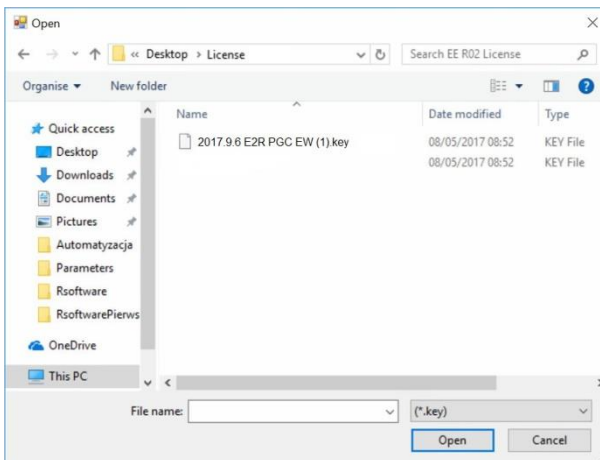 Open
« Desktop > License
Search EE R02 License
Organise
New folder
Name
Date modified
Type
Quick access
Desktop
Downloads
Documents
Pictures
Automatyzacja
Parameters
Rsoftware
RsoftwarePierws
OneDrive
This PC
2017.9.6 E2R PGC EW (1).key
08/05/2017 08:52
KEY File
08/05/2017 08:52
KEY File
File name:
(*.key)
Open
Cancel